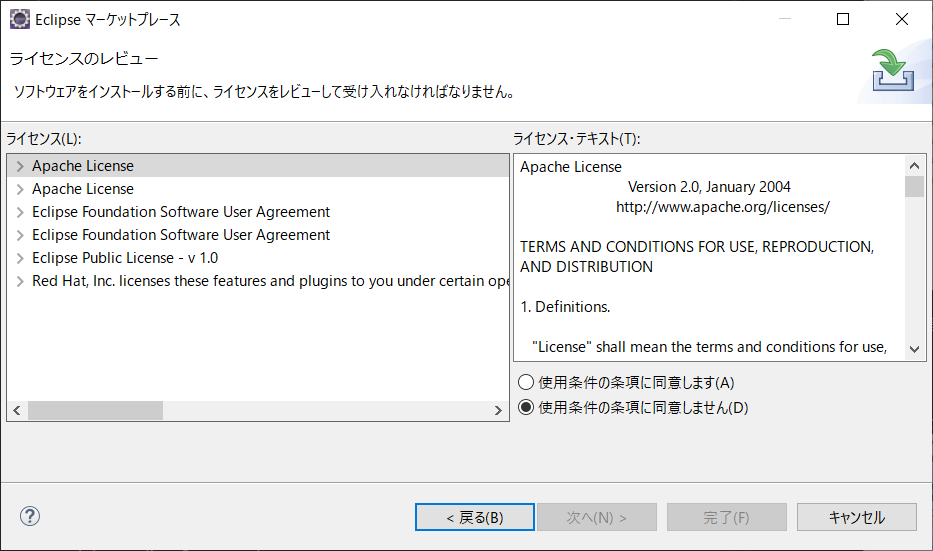 Eclipse マーケットプレース
ライセンスのレビュー
ソフトウェアをインストールする前に、ライセンスをレビューして受け入れなければなりません。
ライセンス(L):
Apache License
Apache License
Eclipse Foundation Software User Agreement
Eclipse Foundation Software User Agreement
Eclipse Public License - v 1.0
Red Hat, Inc. licenses these features and plugins to you under certain ope
ライセンス・テキスト(T):
Apache License
Version 2.0, January 2004
http://www.apache.org/licenses/
TERMS AND CONDITIONS FOR USE, REPRODUCTION,
AND DISTRIBUTION
1. Definitions.
"License" shall mean the terms and conditions for use,
使用条件の条項に同意します(A)
使用条件の条項に同意しません(D)
?
< 戻る(B)
次へ(N) >
完了(F)
キャンセル